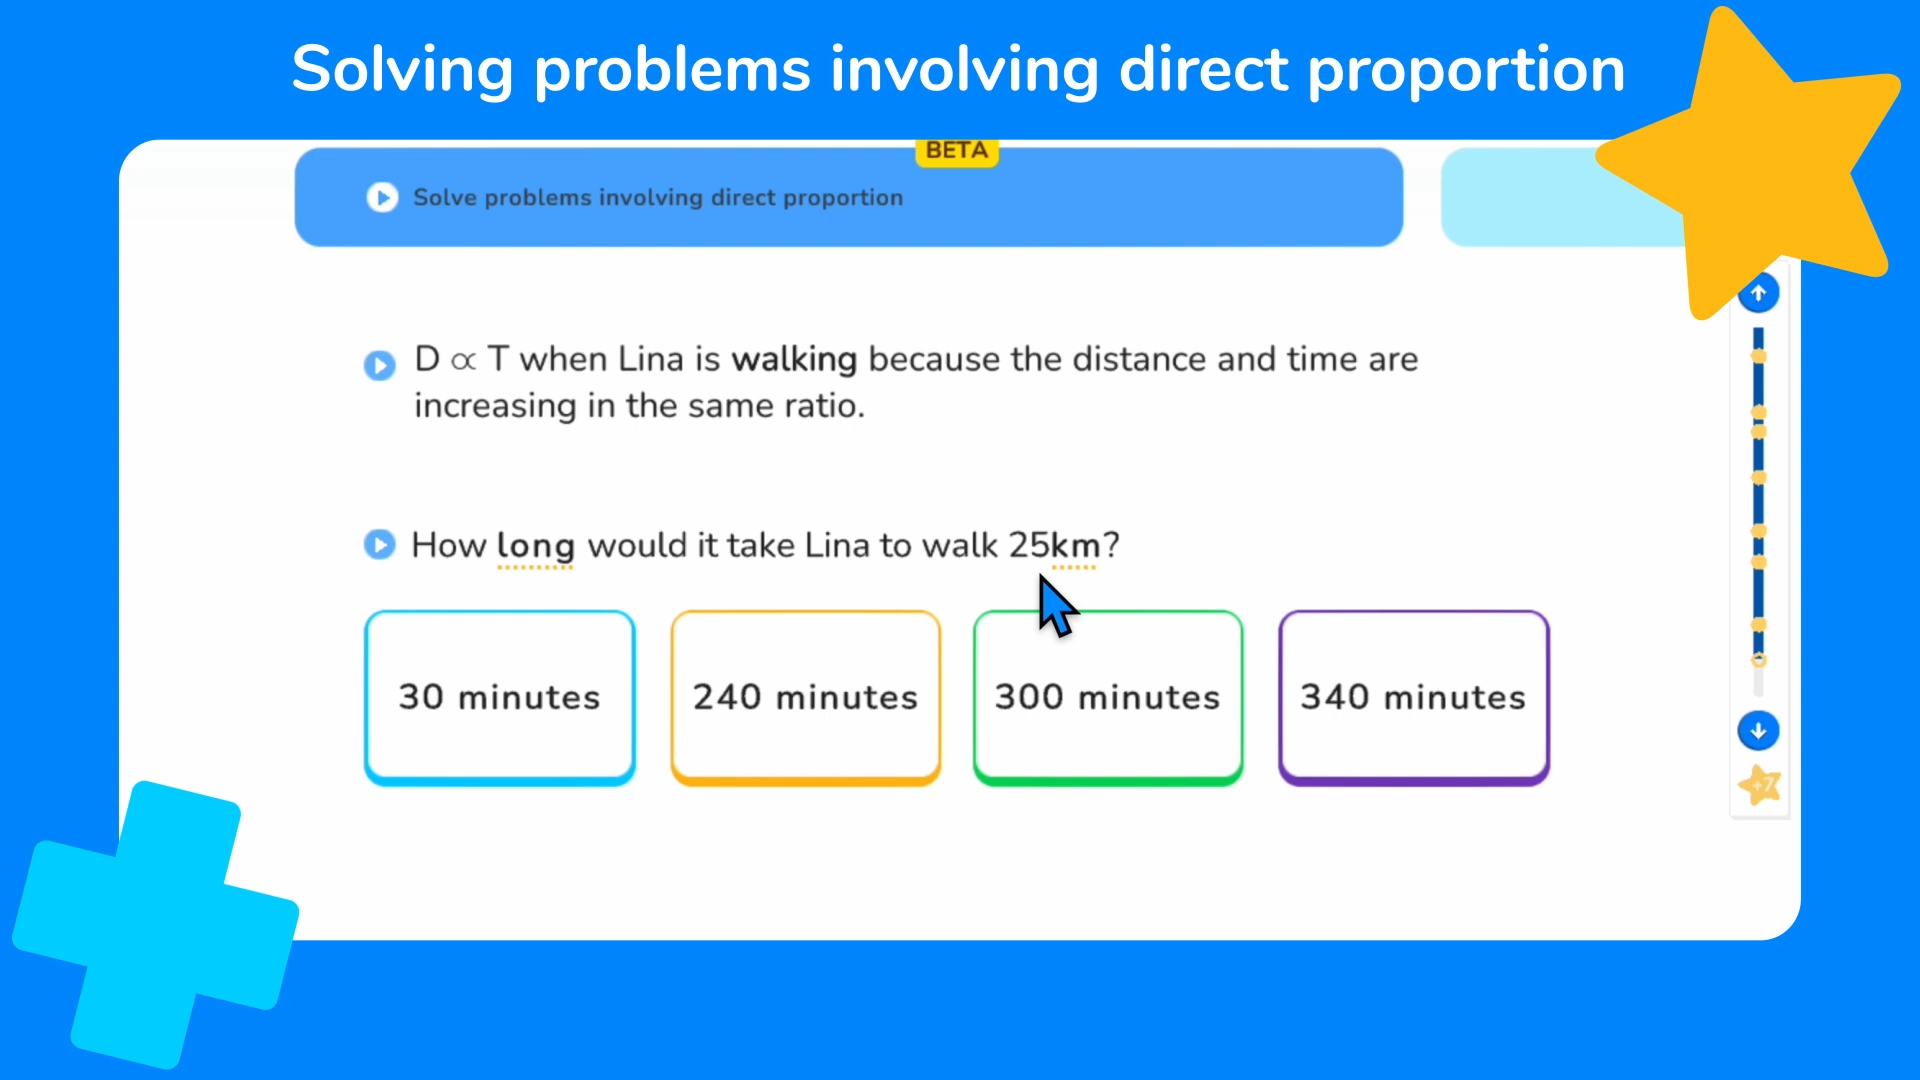 Solving problems involving direct proportion
BETA
Solve problems involving direct proportion
D ∝ T when Lina is walking because the distance and time are
increasing in the same ratio.
How long would it take Lina to walk 25km?
30 minutes
240 minutes
300 minutes
340 minutes
+7